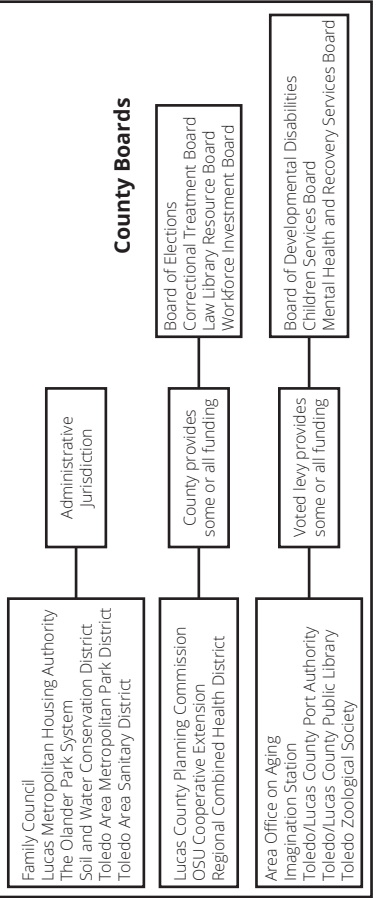 County Boards
Family Council
Lucas Metropolitan Housing Authority
The Olander Park System
Soil and Water Conservation District
Toledo Area Metropolitan Park District
Toledo Area Sanitary District
Administrative
Jurisdiction
Lucas County Planning Commission
OSU Cooperative Extension
Regional Combined Health District
County provides
some or all funding
Board of Elections
Correctional Treatment Board
Law Library Resource Board
Workforce Investment Board
Area Office on Aging
Imagination Station
Toledo/Lucas County Port Authority
Toledo/Lucas County Public Library
Toledo Zoological Society
Voted levy provides
some or all funding
Board of Developmental Disabilities
Children Services Board
Mental Health and Recovery Services Board